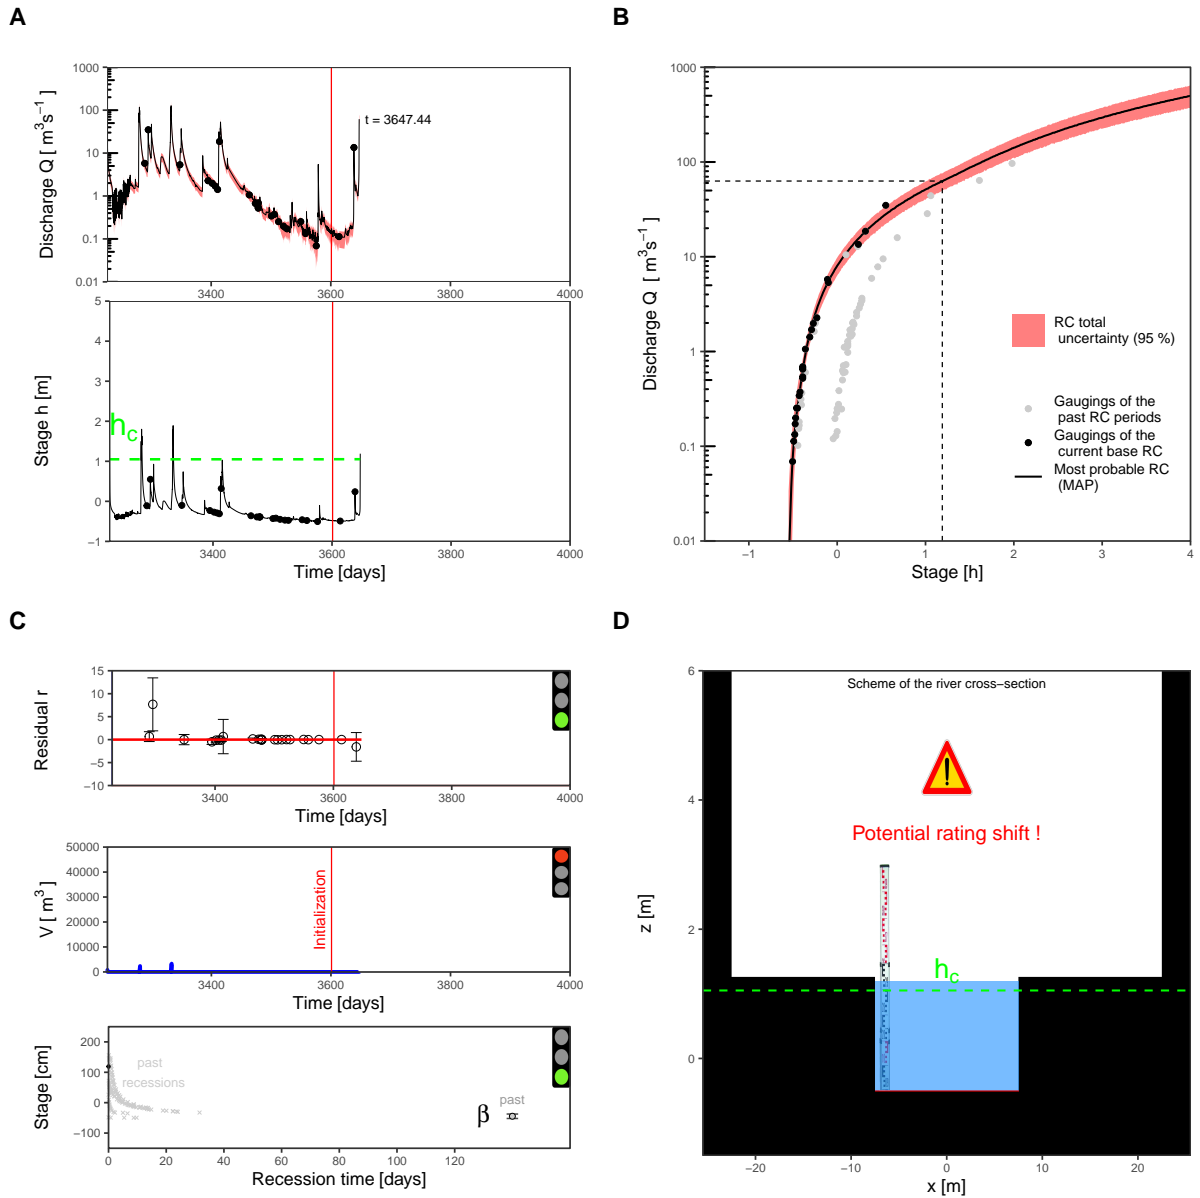 A
B
1000
100
10
1
0.1
0.01
Discharge Q [ m³s⁻¹ ]
t = 3647.44
3400
3600
3800
4000
5
4
3
2
1
0
−1
Stage h [m]
hc
3400
3600
3800
4000
Time [days]
1000
100
10
1
0.1
0.01
Discharge Q [ m³s⁻¹ ]
RC total
uncertainty (95 %)
Gaugings of the
past RC periods
Gaugings of the
current base RC
Most probable RC
(MAP)
−1
0
1
2
3
4
Stage [h]
C
D
15
10
5
0
−5
−10
Residual r
3400
3600
3800
4000
Time [days]
50000
40000
30000
20000
10000
0
V [ m³ ]
Initialization
3400
3600
3800
4000
Time [days]
200
100
0
−100
Stage [cm]
past
recessions
past
β
0
20
40
60
80
100
120
Recession time [days]
6
4
2
0
z [m]
Scheme of the river cross−section
!
Potential rating shift !
hc
−20
−10
0
10
20
x [m]